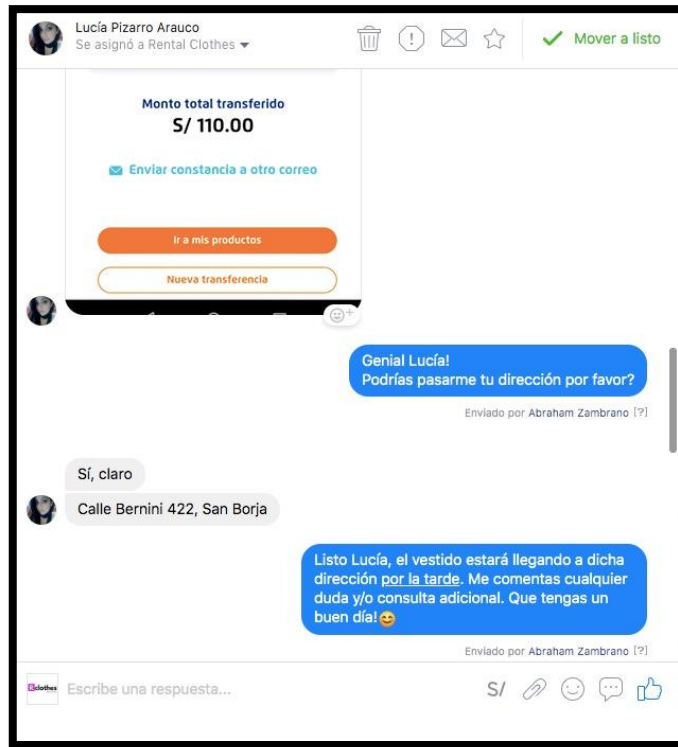 Lucía Pizarro Arauco
Se asignó a Rental Clothes
Mover a listo
Monto total transferido
S/ 110.00
Enviar constancia a otro correo
Ir a mis productos
Nueva transferencia
Genial Lucía!
Podrías pasarme tu dirección por favor?
Enviado por Abraham Zambrano [?]
Sí, claro
Calle Bernini 422, San Borja
Listo Lucía, el vestido estará llegando a dicha
dirección por la tarde. Me comentas cualquier
duda y/o consulta adicional. Que tengas un
buen día!😊
Enviado por Abraham Zambrano [?]
Escribe una respuesta...
S/